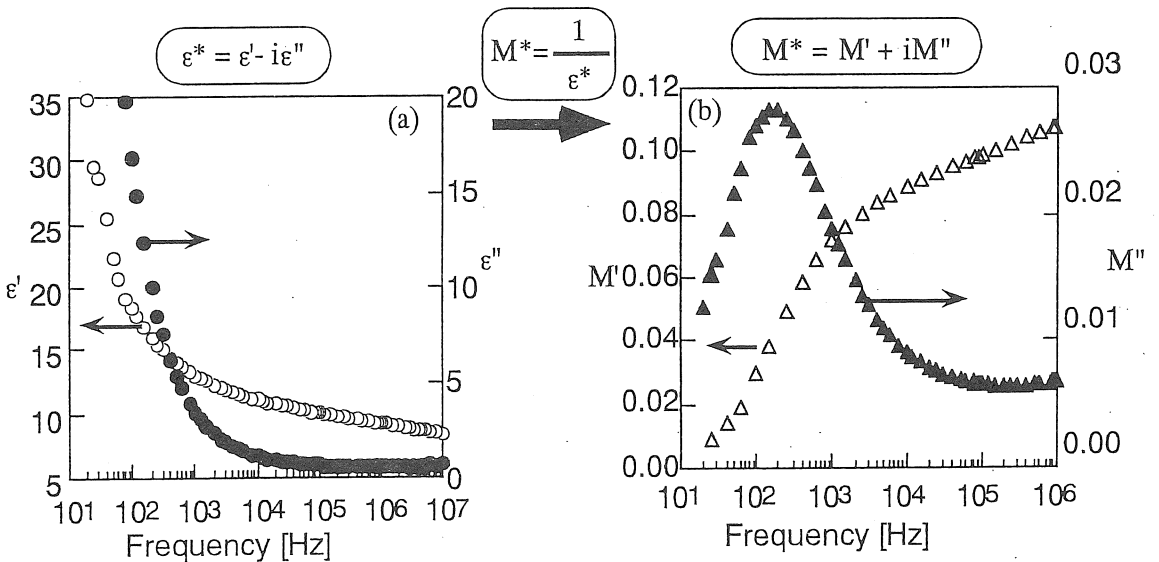 ε* = ε'- iε"
M*= 1
ε*
M* = M' + iM"
(a)
35
30
25
20
15
10
5
ε'
20
15
10
5
0
ε"
10¹ 10² 10³ 10⁴ 10⁵ 10⁶ 10⁷
Frequency [Hz]
(b)
0.12
0.10
0.08
0.06
0.04
0.02
0.00
M'
0.03
0.02
0.01
0.00
M"
10¹ 10² 10³ 10⁴ 10⁵ 10⁶
Frequency [Hz]